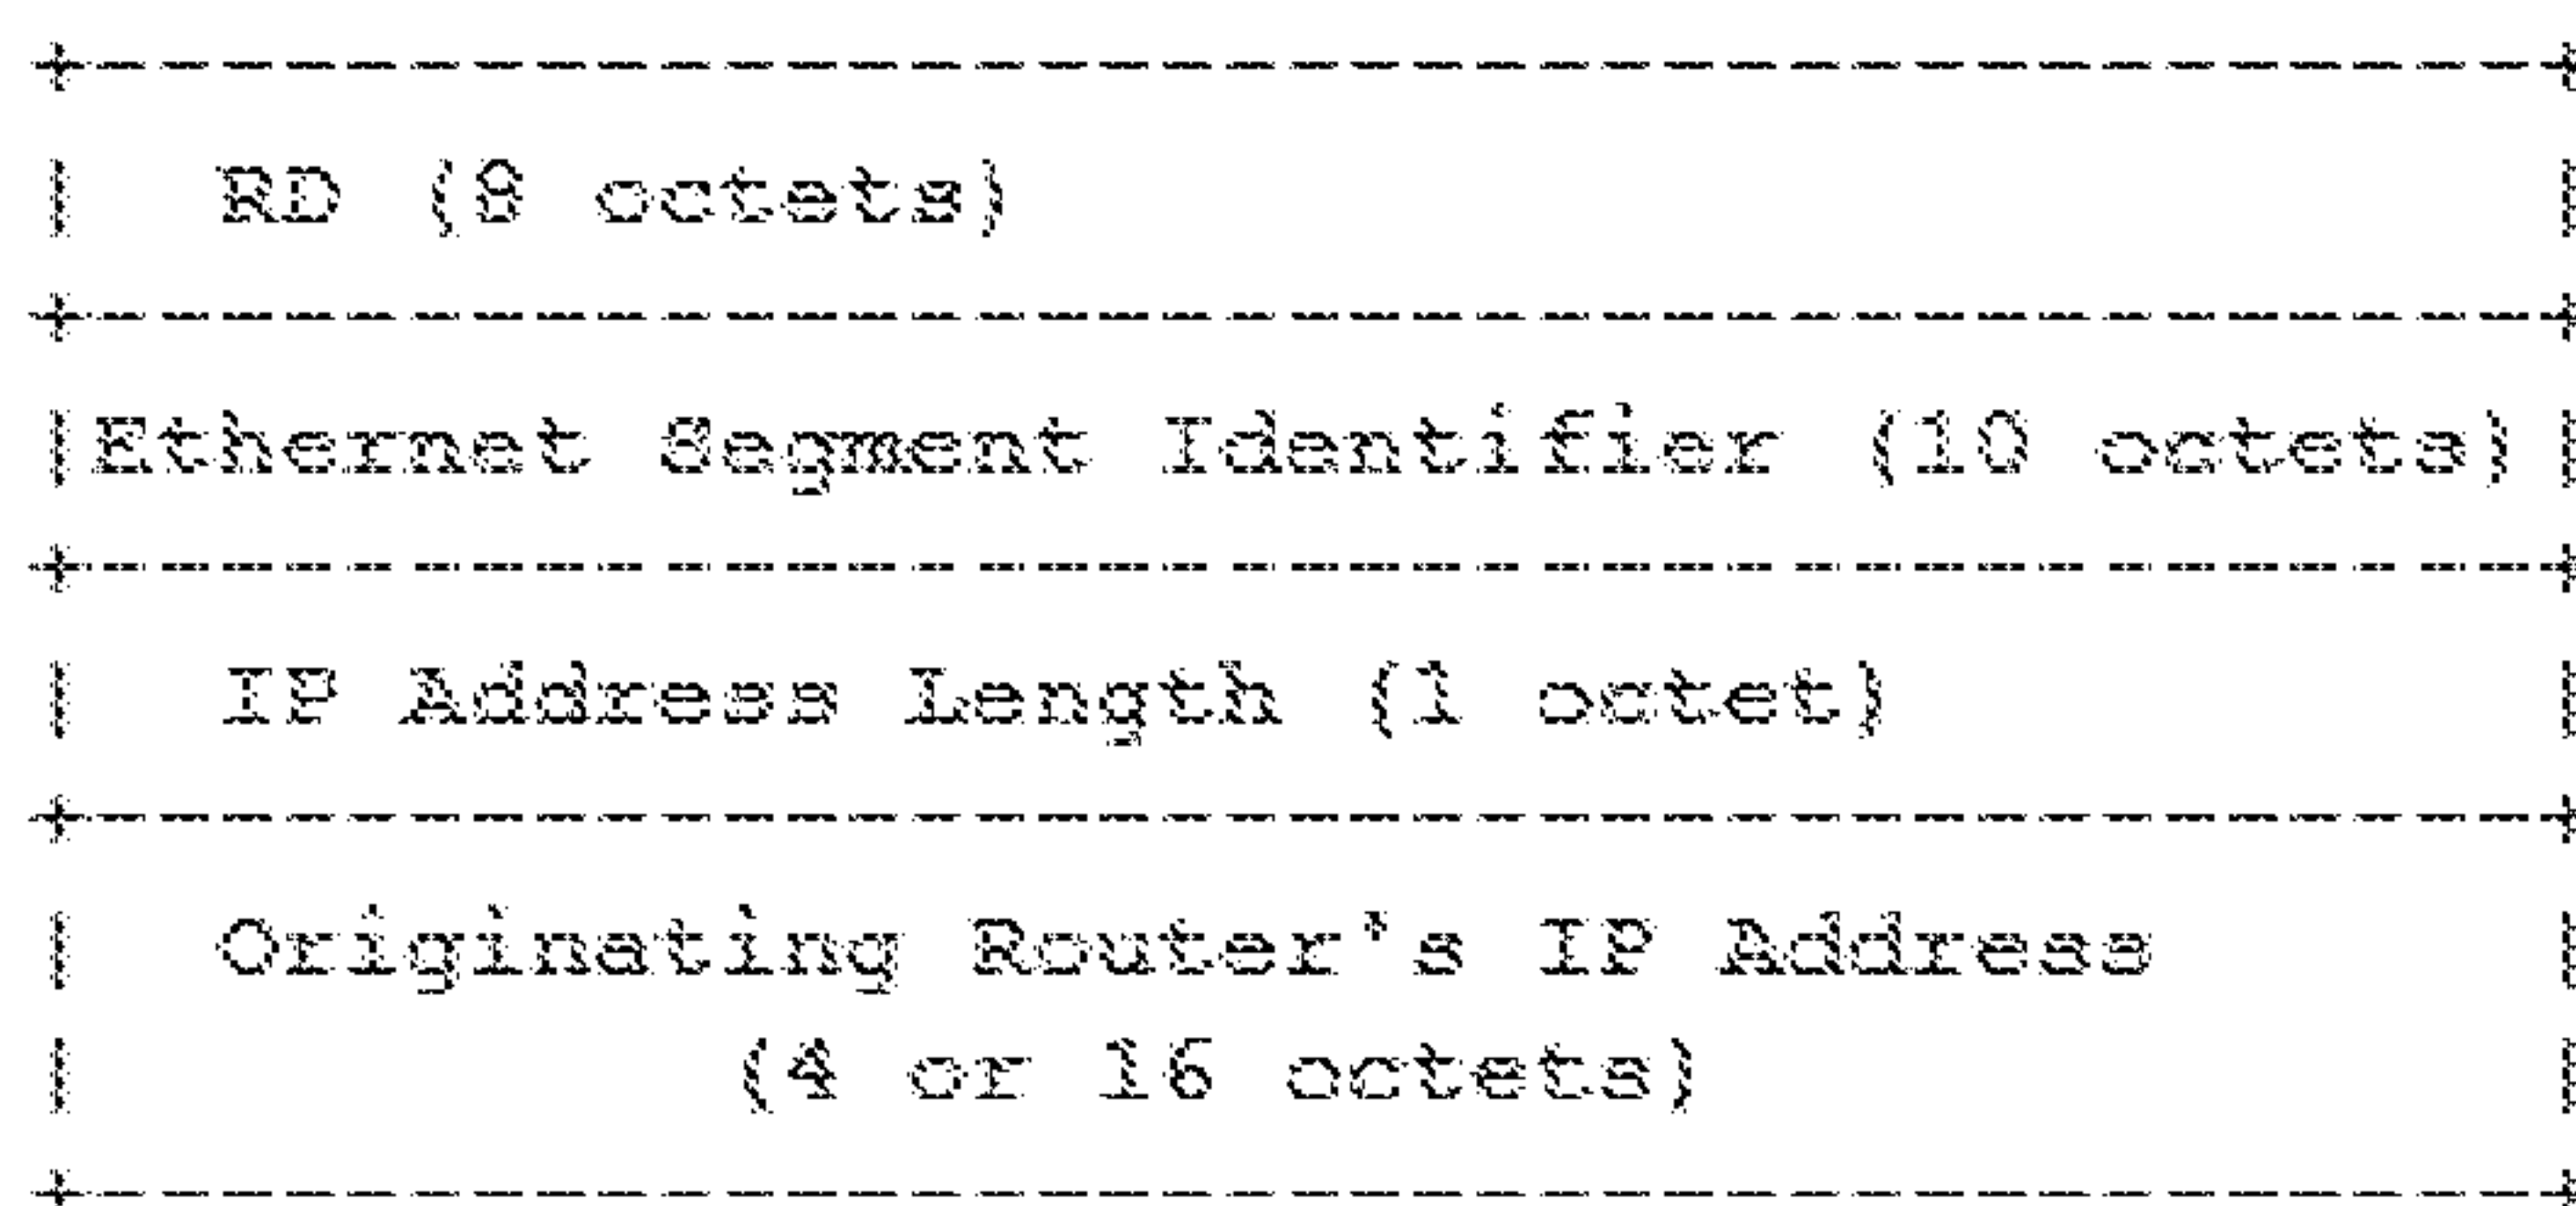 RD (8 octets)
Ethernet Segment Identifier (10 octets)
IP Address Length (1 octet)
Originating Router's IP Address
(4 or 16 octets)